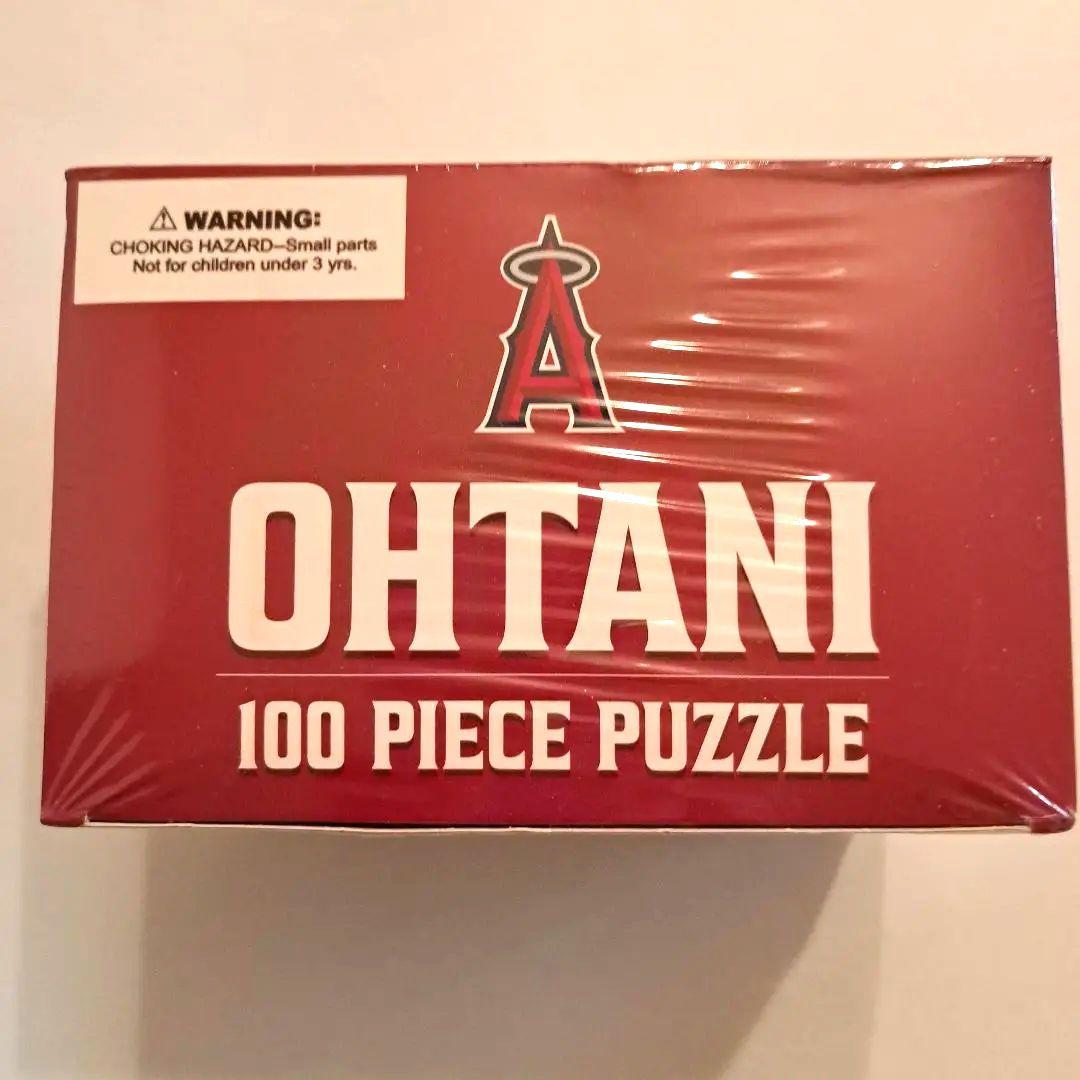 ⚠ WARNING:
CHOKING HAZARD–Small parts
Not for children under 3 yrs.
A
OHTANI
100 PIECE PUZZLE